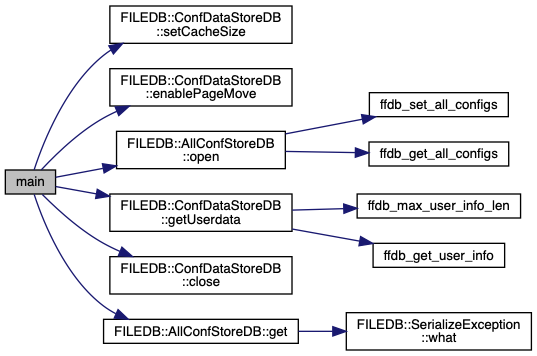 main
FILEDB::ConfDataStoreDB
::setCacheSize
FILEDB::ConfDataStoreDB
::enablePageMove
FILEDB::AllConfStoreDB
::open
ffdb_set_all_configs
ffdb_get_all_configs
FILEDB::ConfDataStoreDB
::getUserdata
ffdb_max_user_info_len
ffdb_get_user_info
FILEDB::ConfDataStoreDB
::close
FILEDB::AllConfStoreDB::get
FILEDB::SerializeException
::what